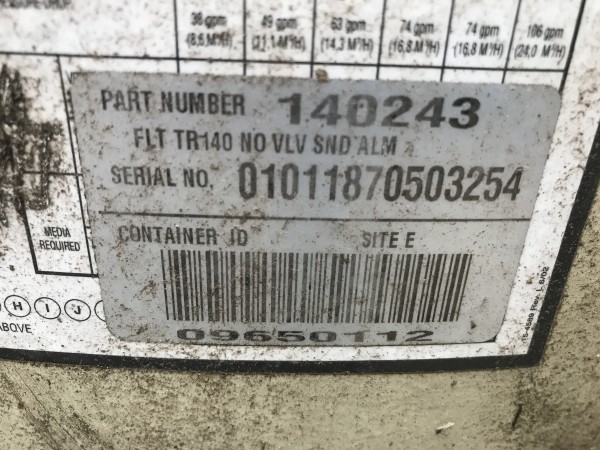 38 gpm 49 gpm 63 gpm 74 gpm 74 gpm 106 gpm
(8,6 M³/H) (11,1 M³/H) (14,3 M³/H) (16,8 M³/H) (16,8 M³/H) (24,0 M³/H)
PART NUMBER 140243
FLT TR140 NO VLV SND ALM
SERIAL NO. 01011870503254
MEDIA
REQUIRED
CONTAINER ID SITE E
09650112
H I J
ABOVE